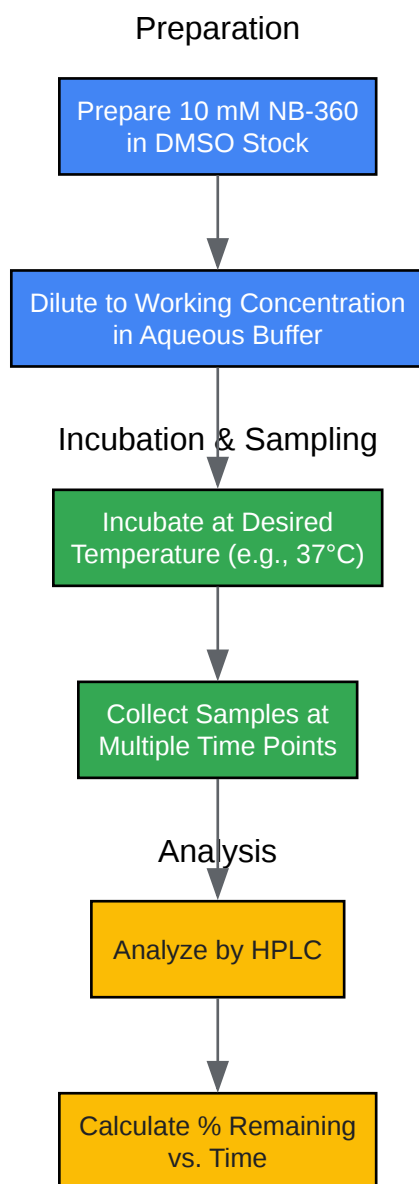 Preparation
Prepare 10 mM NB-360
in DMSO Stock
Dilute to Working Concentration
in Aqueous Buffer
Incubation & Sampling
Incubate at Desired
Temperature (e.g., 37°C)
Collect Samples at
Multiple Time Points
Analysis
Analyze by HPLC
Calculate % Remaining
vs. Time